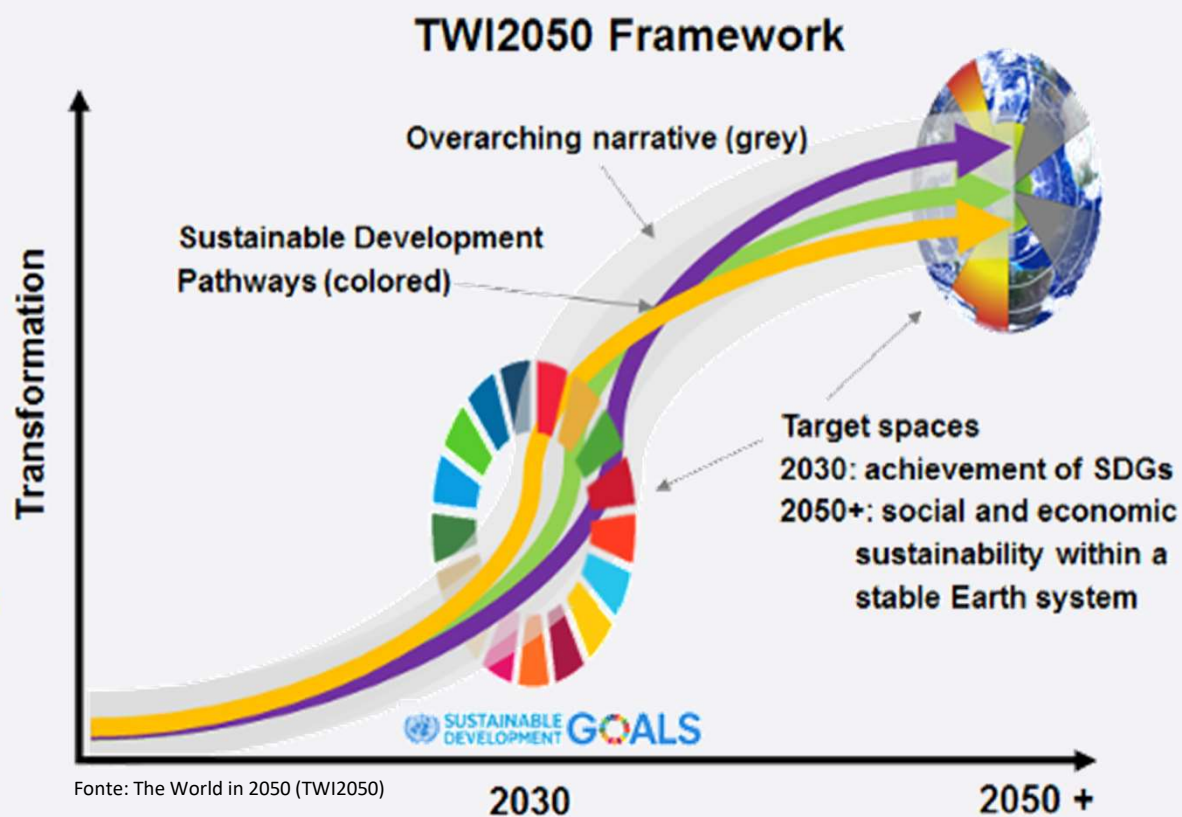 TWI2050 Framework
Overarching narrative (grey)
Sustainable Development
Pathways (colored)
Transformation
Target spaces
2030: achievement of SDGs
2050+: social and economic
sustainability within a
stable Earth system
SUSTAINABLE
DEVELOPMENT
GOALS
Fonte: The World in 2050 (TWI2050)
2030
2050 +